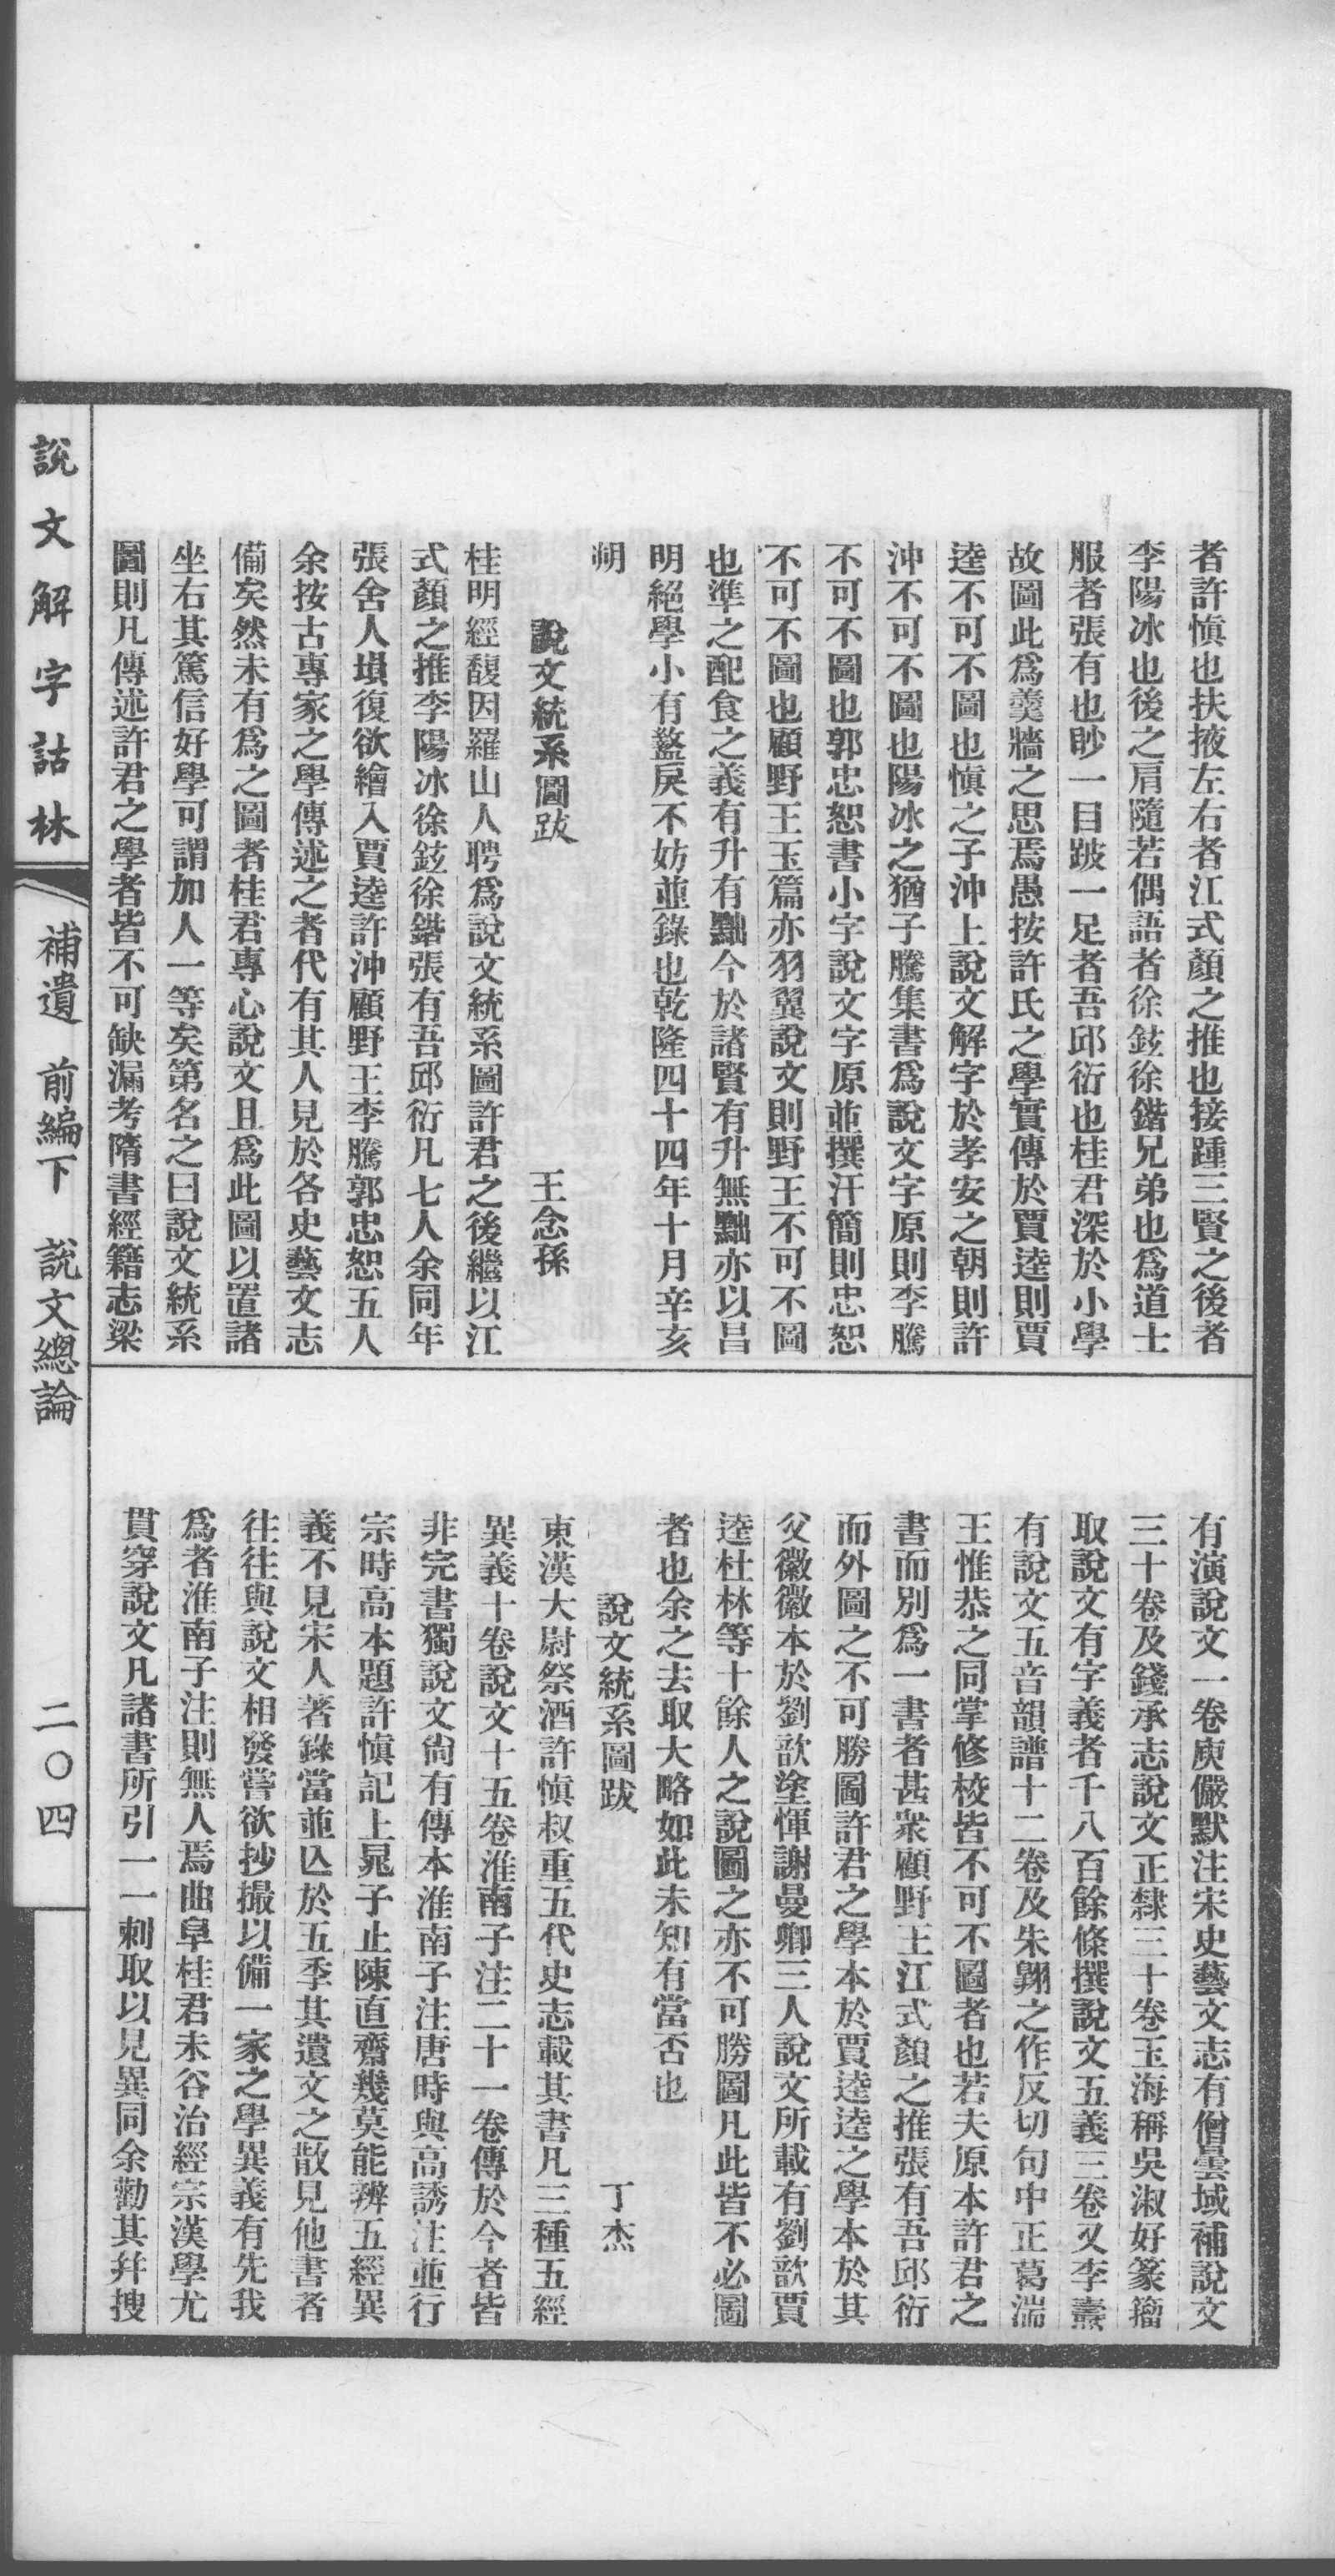 者許愼也扶掖左右者江式顏之推也接踵三賢之後者
李陽冰也後之肩隨若偶語者徐鉉徐鍇兄弟也爲道士
服者張有也眇一目跛一足者吾邱衍也桂君深於小學
故圖此爲羹牆之思焉愚按許氏之學實傳於賈逵則賈
逵不可不圖也愼之子沖上說文解字於孝安之朝則許
沖不可不圖也陽冰之猶子騰集書爲說文字原則李騰
不可不圖也郭忠恕書小字說文字原並撰汗簡則忠恕
不可不圖也顧野王玉篇亦羽翼說文則野王不可不圖
也準之配食之義有升有黜今於諸賢有升無黜亦以昌
明絕學小有盭戾不妨並錄也乾隆四十四年十月辛亥
朔
說文統系圖跋　王念孫
桂明經馥因羅山人聘爲說文統系圖許君之後繼以江
式顏之推李陽冰徐鉉徐鍇張有吾邱衍凡七人余同年
張舍人塤復欲繪入賈逵許沖顧野王李騰郭忠恕五人
余按古專家之學傳述之者代有其人見於各史藝文志
備矣然未有爲之圖者桂君專心說文且爲此圖以置諸
坐右其篤信好學可謂加人一等矣第名之曰說文統系
圖則凡傳述許君之學者皆不可缺漏考隋書經籍志梁
有演說文一卷庾儼默注宋史藝文志有僧曇域補說文
三十卷及錢承志說文正隸三十卷玉海稱吳淑好篆籀
取說文有字義者千八百餘條撰說文五義三卷又李燾
有說文五音韻譜十二卷及朱翺之作反切句中正葛湍
王惟恭之同掌修校皆不可不圖者也若夫原本許君之
書而別爲一書者甚衆顧野王江式顏之推張有吾邱衍
而外圖之不可勝圖許君之學本於賈逵逵之學本於其
父徽徽本於劉歆塗惲謝曼卿三人說文所載有劉歆賈
逵杜林等十餘人之說圖之亦不可勝圖凡此皆不必圖
者也余之去取大略如此未知有當否也
說文統系圖跋　丁杰
東漢大尉祭酒許愼叔重五代史志載其書凡三種五經
異義十卷說文十五卷淮南子注二十一卷傳於今者皆
非完書獨說文尙有傳本淮南子注唐時與高誘注並行
宗時高本題許愼記上晁子止陳直齋幾莫能辨五經異
義不見宋人著錄當並亾於五季其遺文之散見他書者
往往與說文相發嘗欲抄撮以備一家之學異義有先我
爲者淮南子注則無人焉曲阜桂君未谷治經宗漢學尤
貫穿說文凡諸書所引一一刺取以見異同余勸其幷搜
說文解字詁林　補遺　前編下　說文總論　二〇四